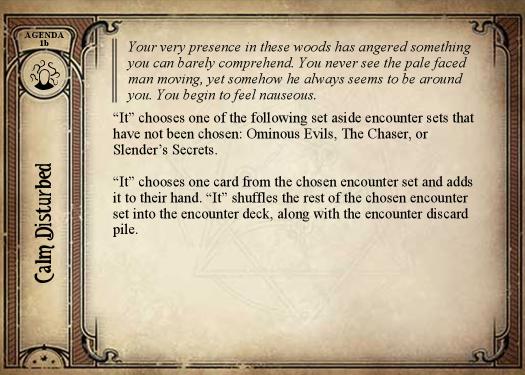 AGENDA
1b
Calm Disturbed
Your very presence in these woods has angered something
you can barely comprehend. You never see the pale faced
man moving, yet somehow he always seems to be around
you. You begin to feel nauseous.
“It” chooses one of the following set aside encounter sets that
have not been chosen: Ominous Evils, The Chaser, or
Slender’s Secrets.
“It” chooses one card from the chosen encounter set and adds
it to their hand. “It” shuffles the rest of the chosen encounter
set into the encounter deck, along with the encounter discard
pile.